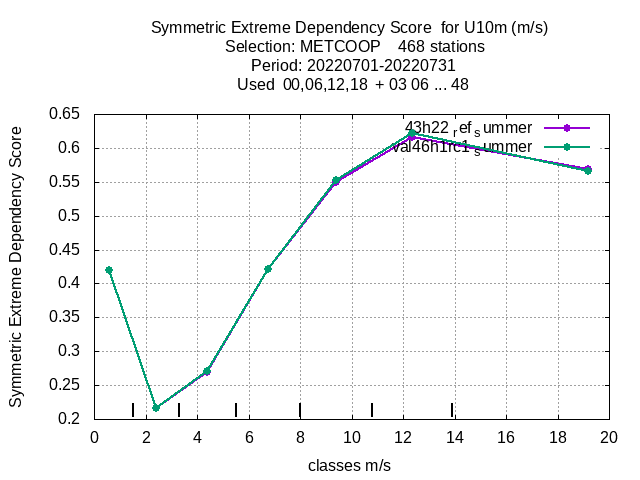 Symmetric Extreme Dependency Score for U10m (m/s)
Selection: METCOOP 468 stations
Period: 20220701-20220731
Used 00,06,12,18 + 03 06 ... 48
43h22 ref summer
val46h1rc1 summer
Symmetric Extreme Dependency Score
0.65
0.6
0.55
0.5
0.45
0.4
0.35
0.3
0.25
0.2
0 2 4 6 8 10 12 14 16 18 20
classes m/s